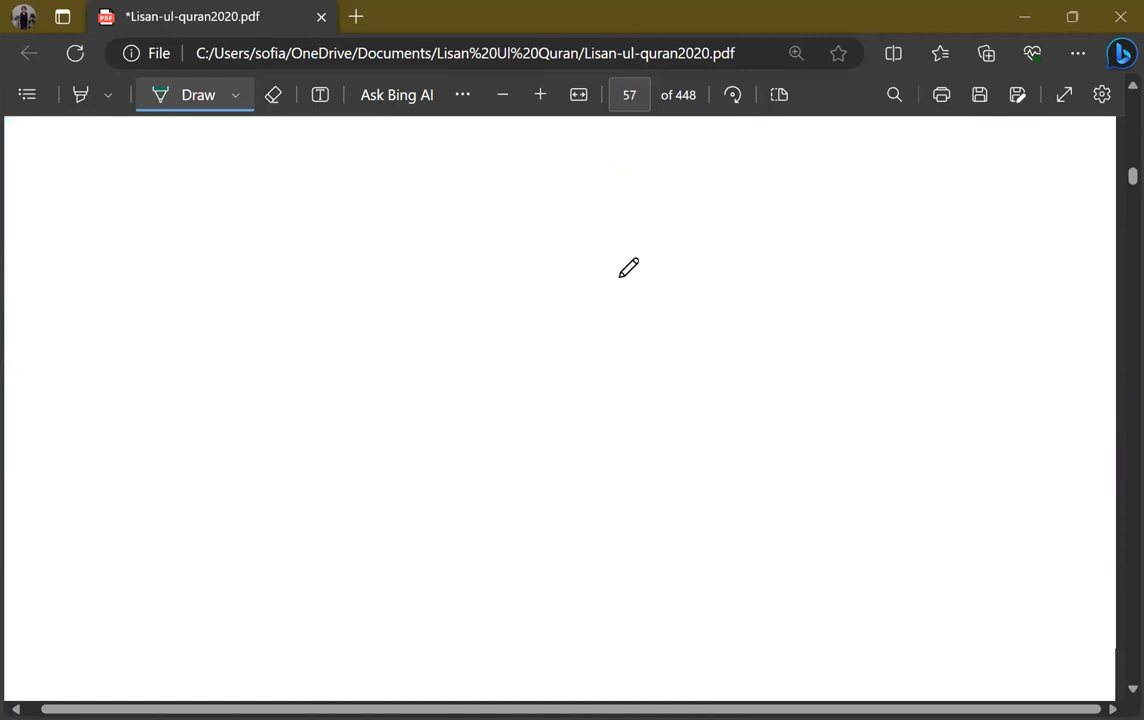 *Lisan-ul-quran2020.pdf
File C:/Users/sofia/OneDrive/Documents/Lisan%20Ul%20Quran/Lisan-ul-quran2020.pdf
Draw Ask Bing AI 57 of 448